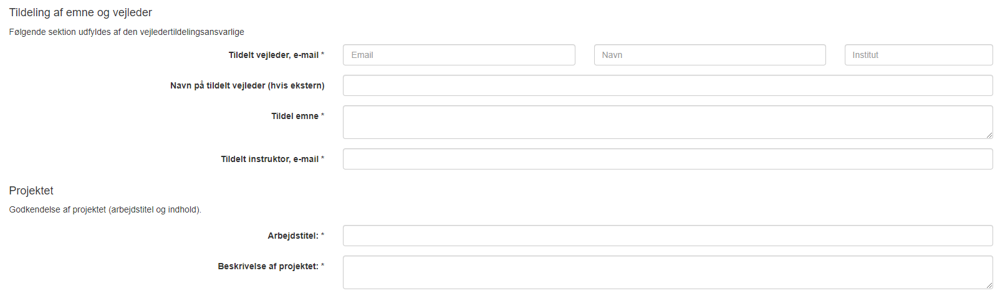 Tildeling af emne og vejleder
Følgende sektion udfyldes af den vejledertildelingsansvarlige
Tildelt vejleder, e-mail * Email Navn Institut
Navn på tildelt vejleder (hvis ekstern)
Tildel emne *
Tildelt instruktor, e-mail *
Projektet
Godkendelse af projektet (arbejdstitel og indhold).
Arbejdstitel: *
Beskrivelse af projektet: *